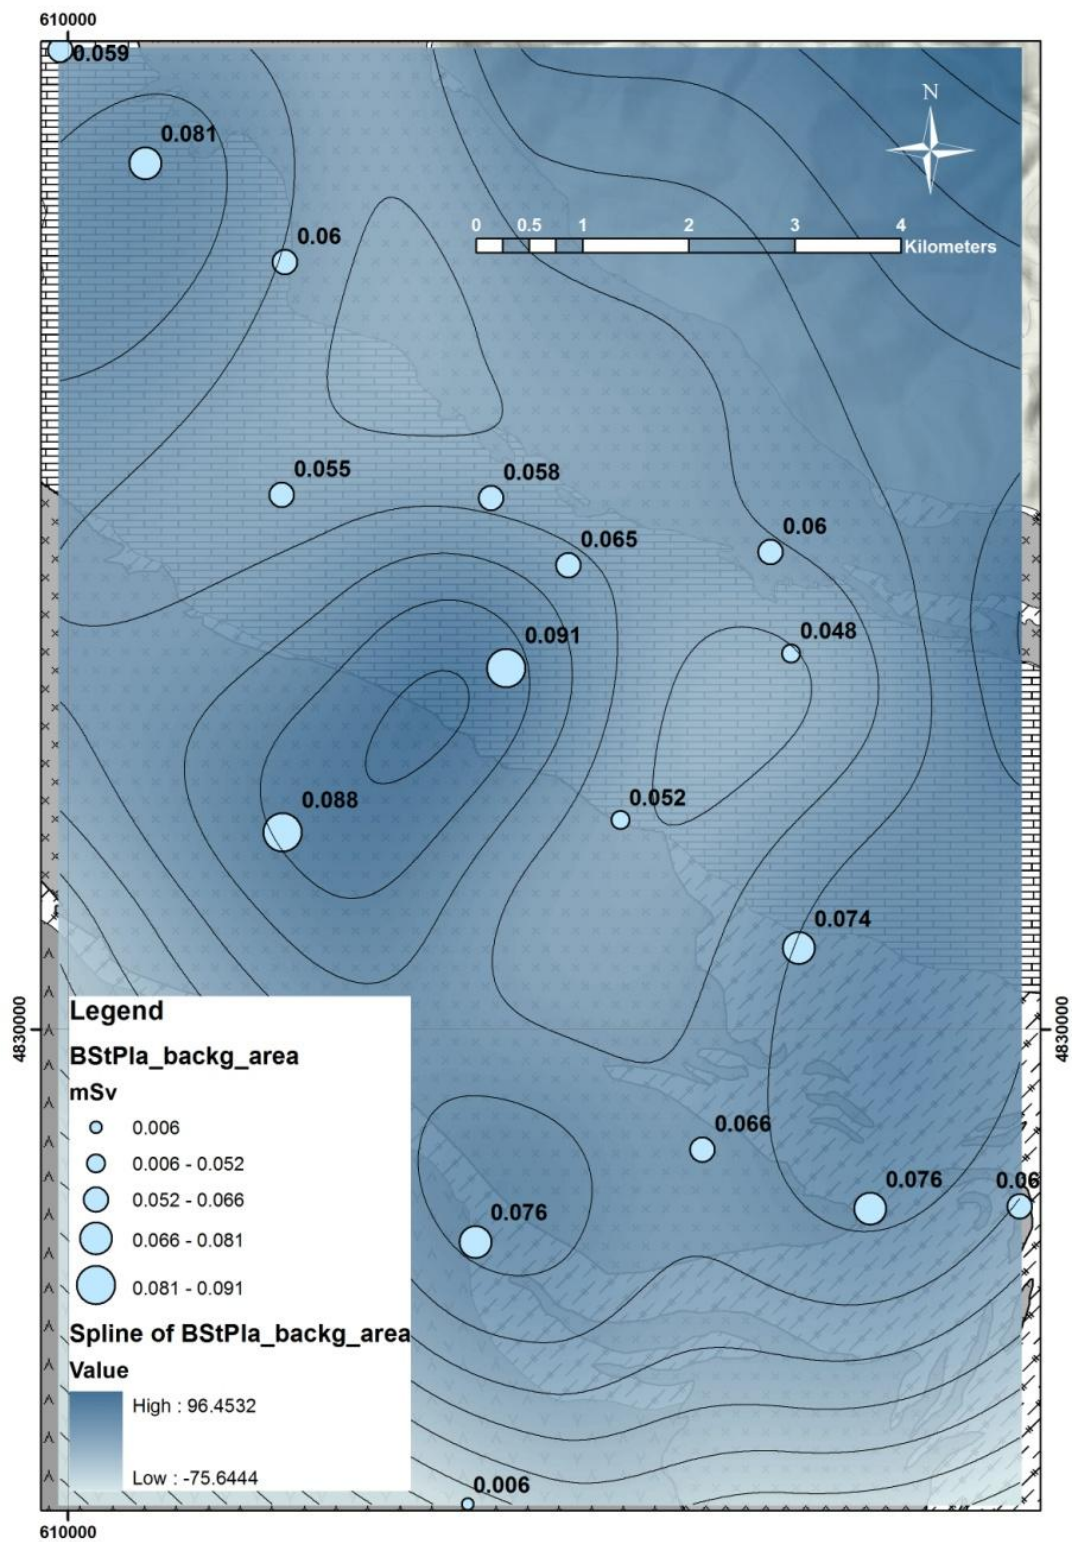 610000
0.059
N
0.081
0 0.5 1 2 3 4
Kilometers
0.06
0.055
0.058
0.065
0.06
0.091
0.048
0.088
0.052
0.074
4830000
4830000
Legend
BStPla_backg_area
mSv
0.006
0.006 - 0.052
0.052 - 0.066
0.066 - 0.081
0.081 - 0.091
Spline of BStPla_backg_area
Value
High : 96.4532
Low : -75.6444
0.066
0.076
0.06
0.076
0.006
610000